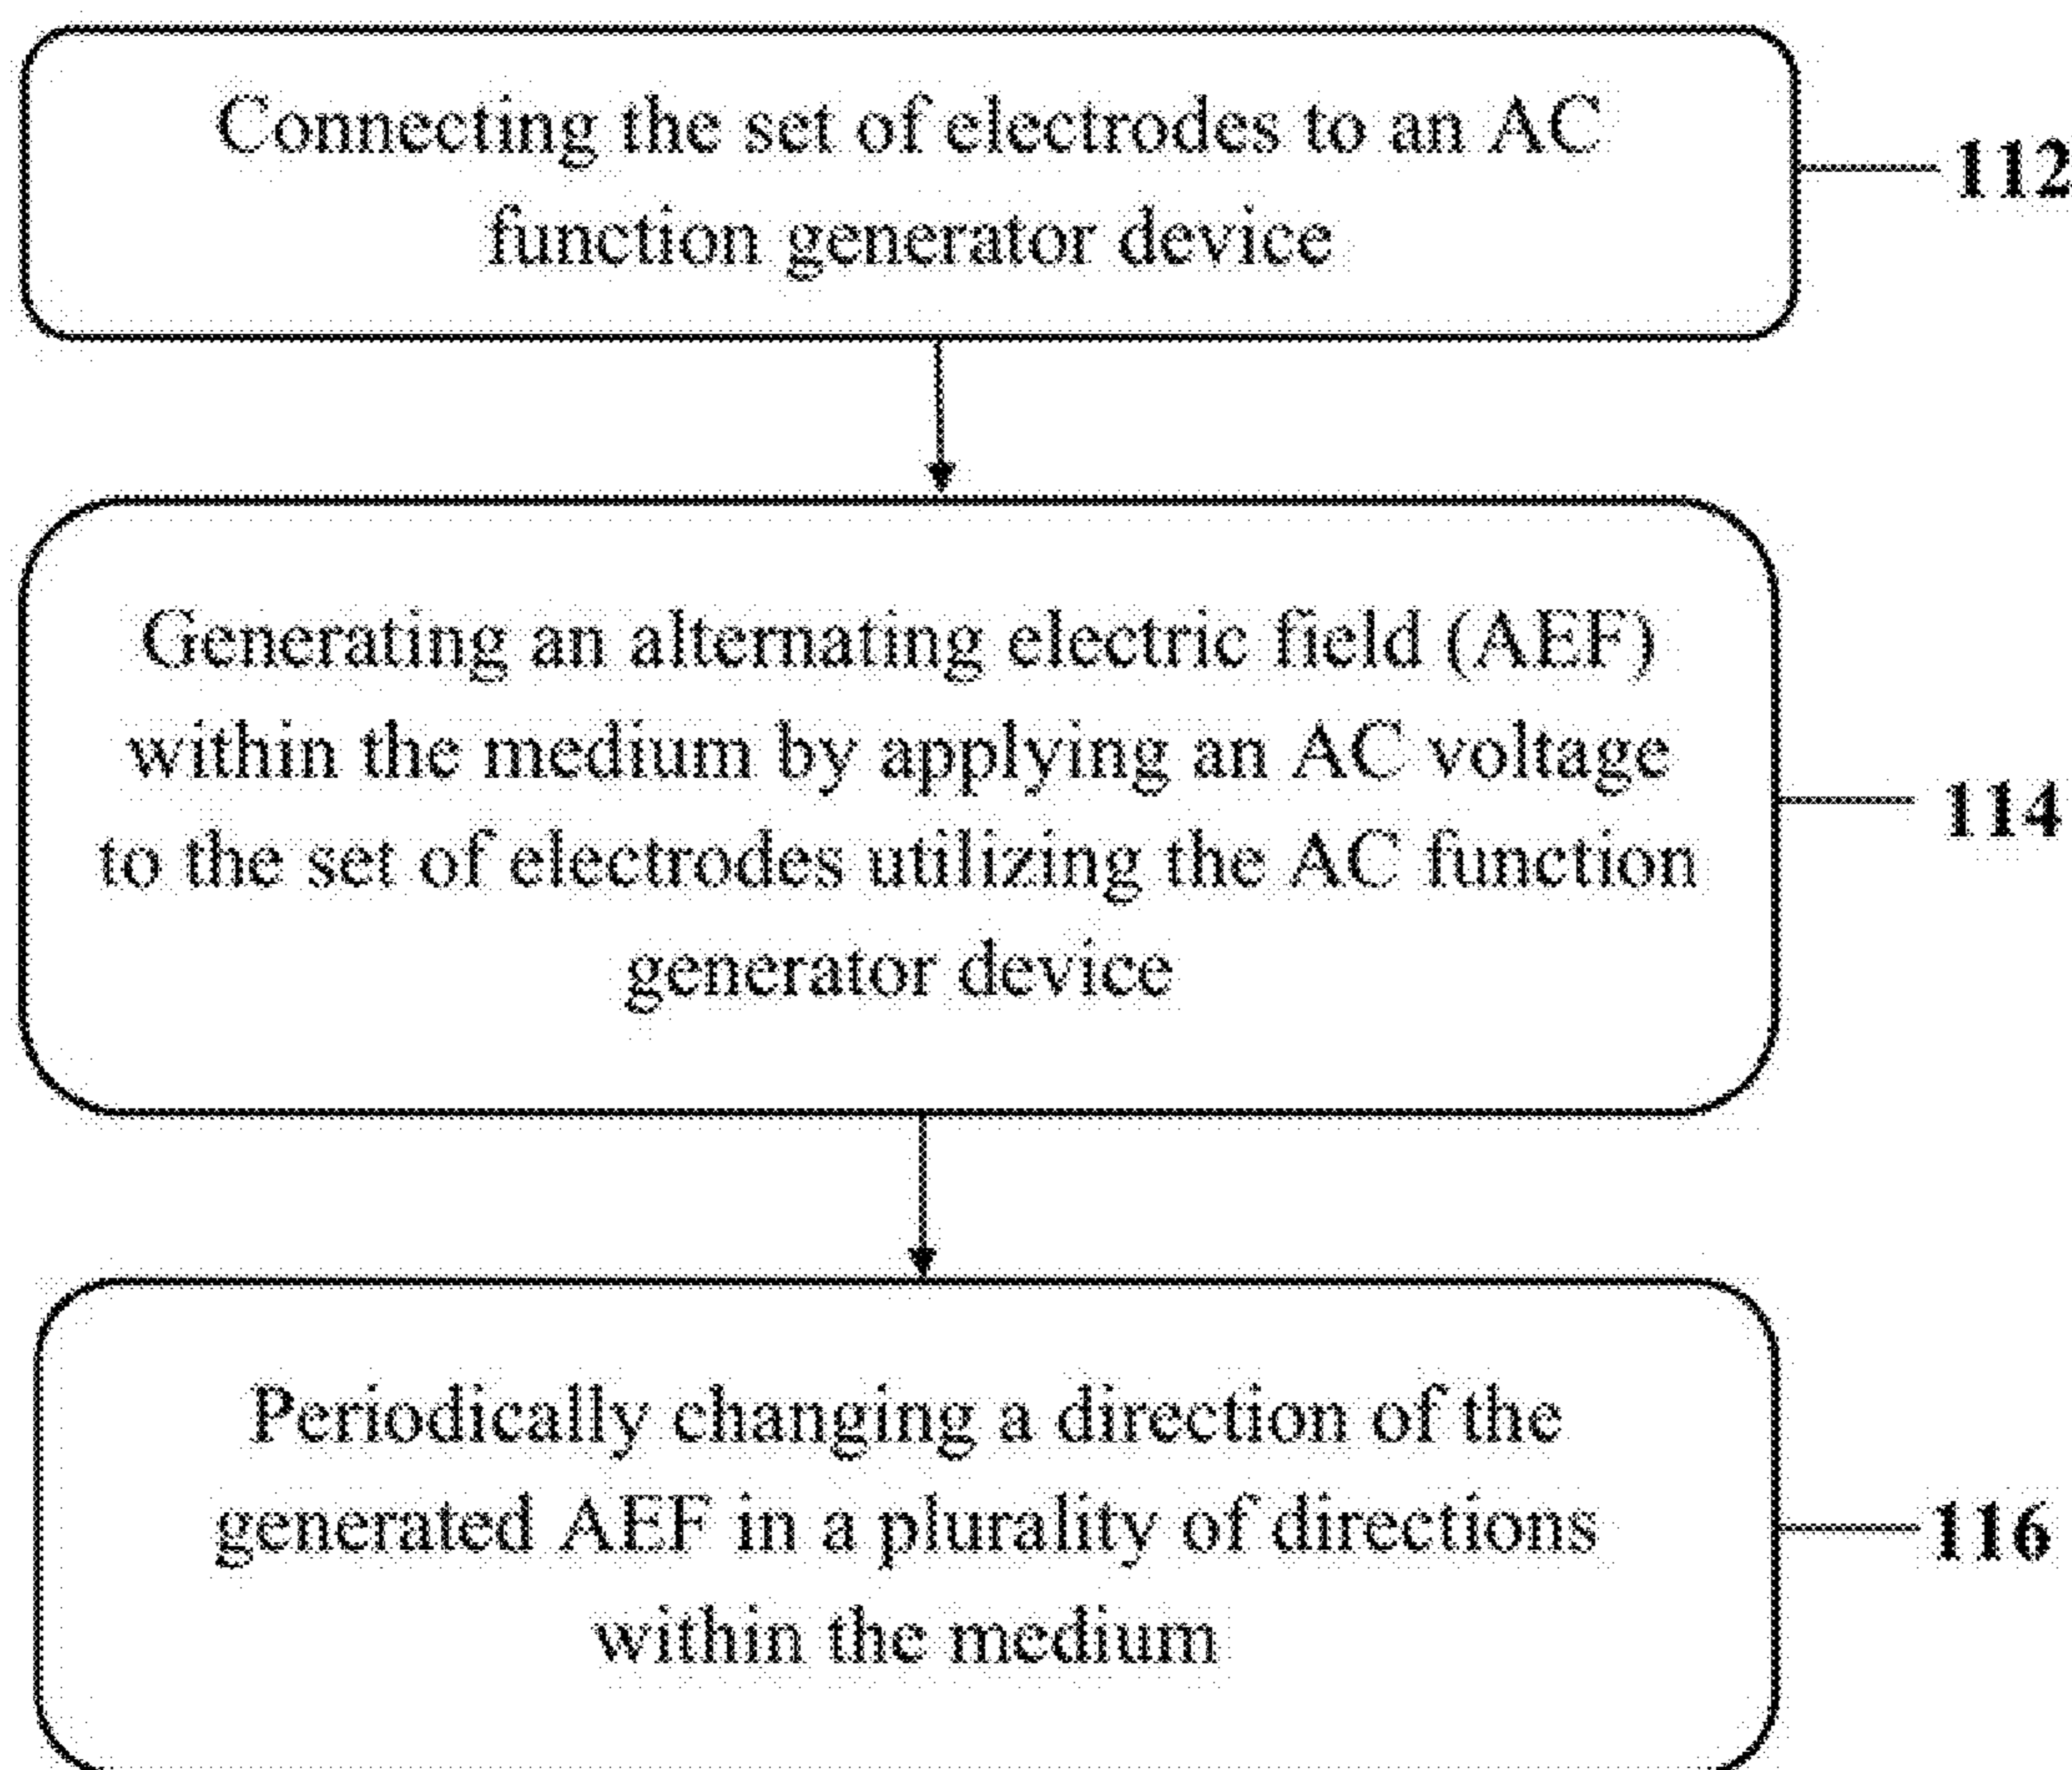 Connecting the set of electrodes to an AC
function generator device
112
Generating an alternating electric field (AEF)
within the medium by applying an AC voltage
to the set of electrodes utilizing the AC function
generator device
114
Periodically changing a direction of the
generated AEF in a plurality of directions
within the medium
116